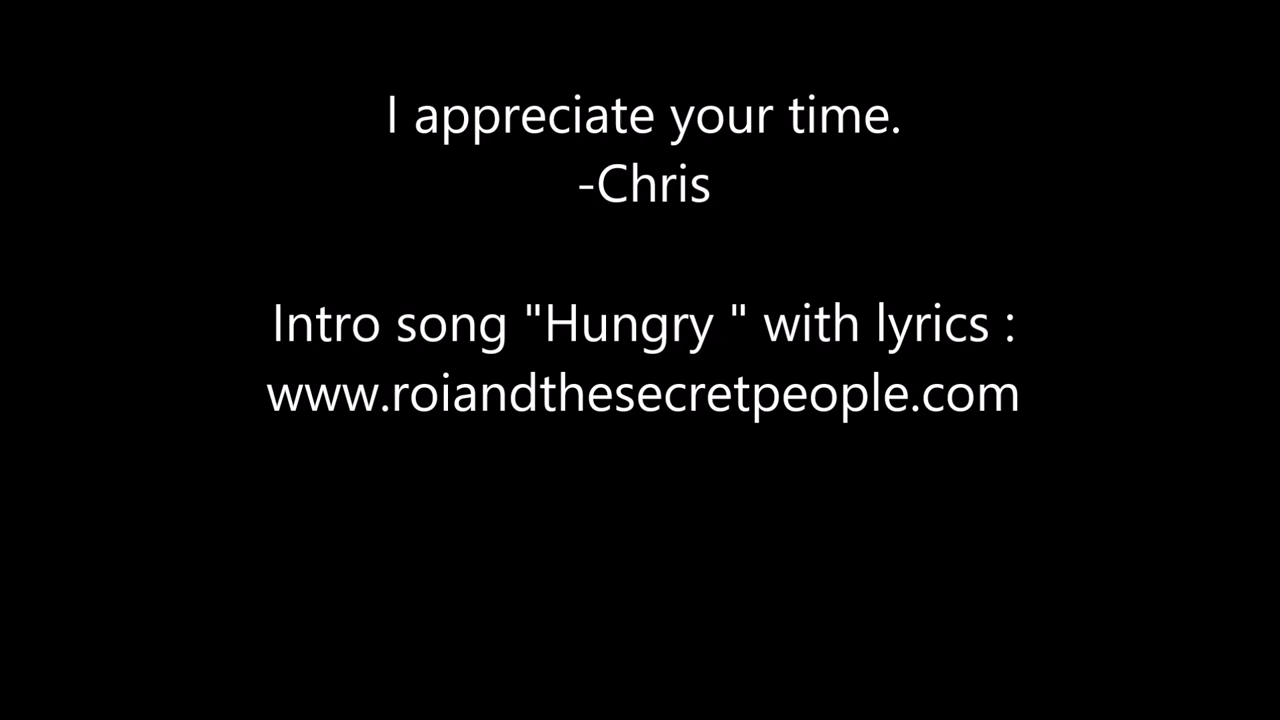 I appreciate your time.
-Chris
Intro song "Hungry " with lyrics :
www.roiandthesecretpeople.com